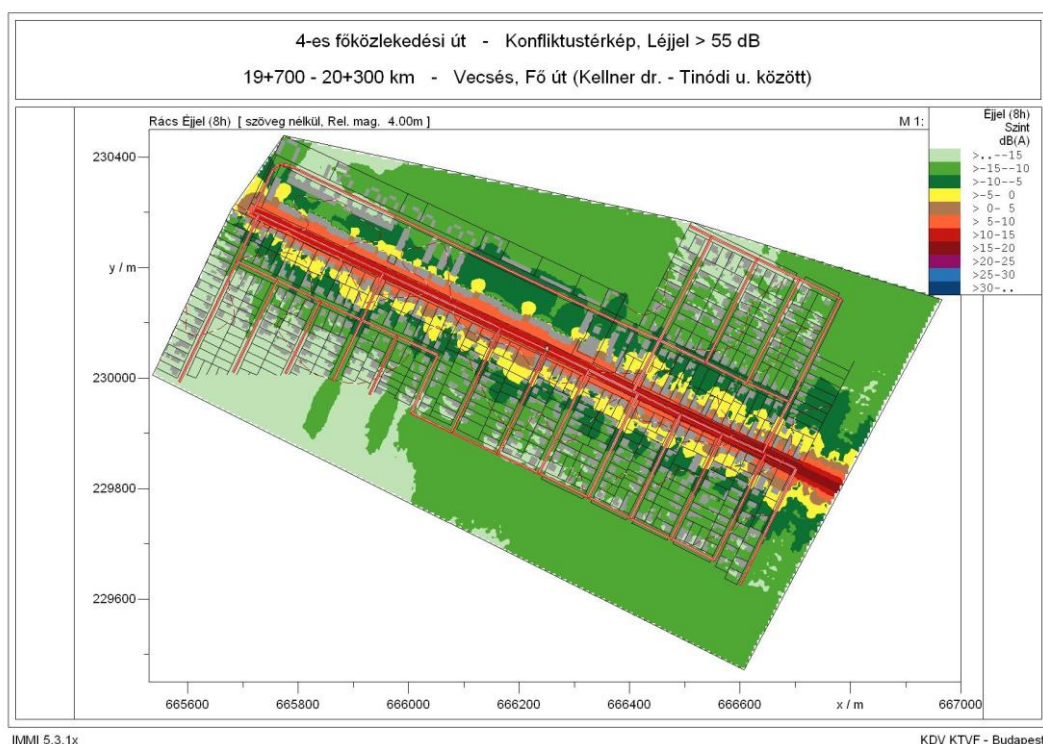 4-es főközlekedési út - Konfliktustérkép, Léjjel > 55 dB
19+700 - 20+300 km - Vecsés, Fő út (Kellner dr. - Tinódi u. között)
Rács Éjjel (8h) [ szöveg nélkül, Rel. mag. 4.00m ]
M 1:
Éjjel (8h)
Szint
dB(A)
>..--15
>-15--10
>-10--5
>-5- 0
> 0- 5
> 5-10
>10-15
>15-20
>20-25
>25-30
>30-..
230400
y / m
230000
229800
229600
665600
665800
666000
666200
666400
666600
x / m
667000
IMMI 5.3.1x
KDV KTVF - Budapest